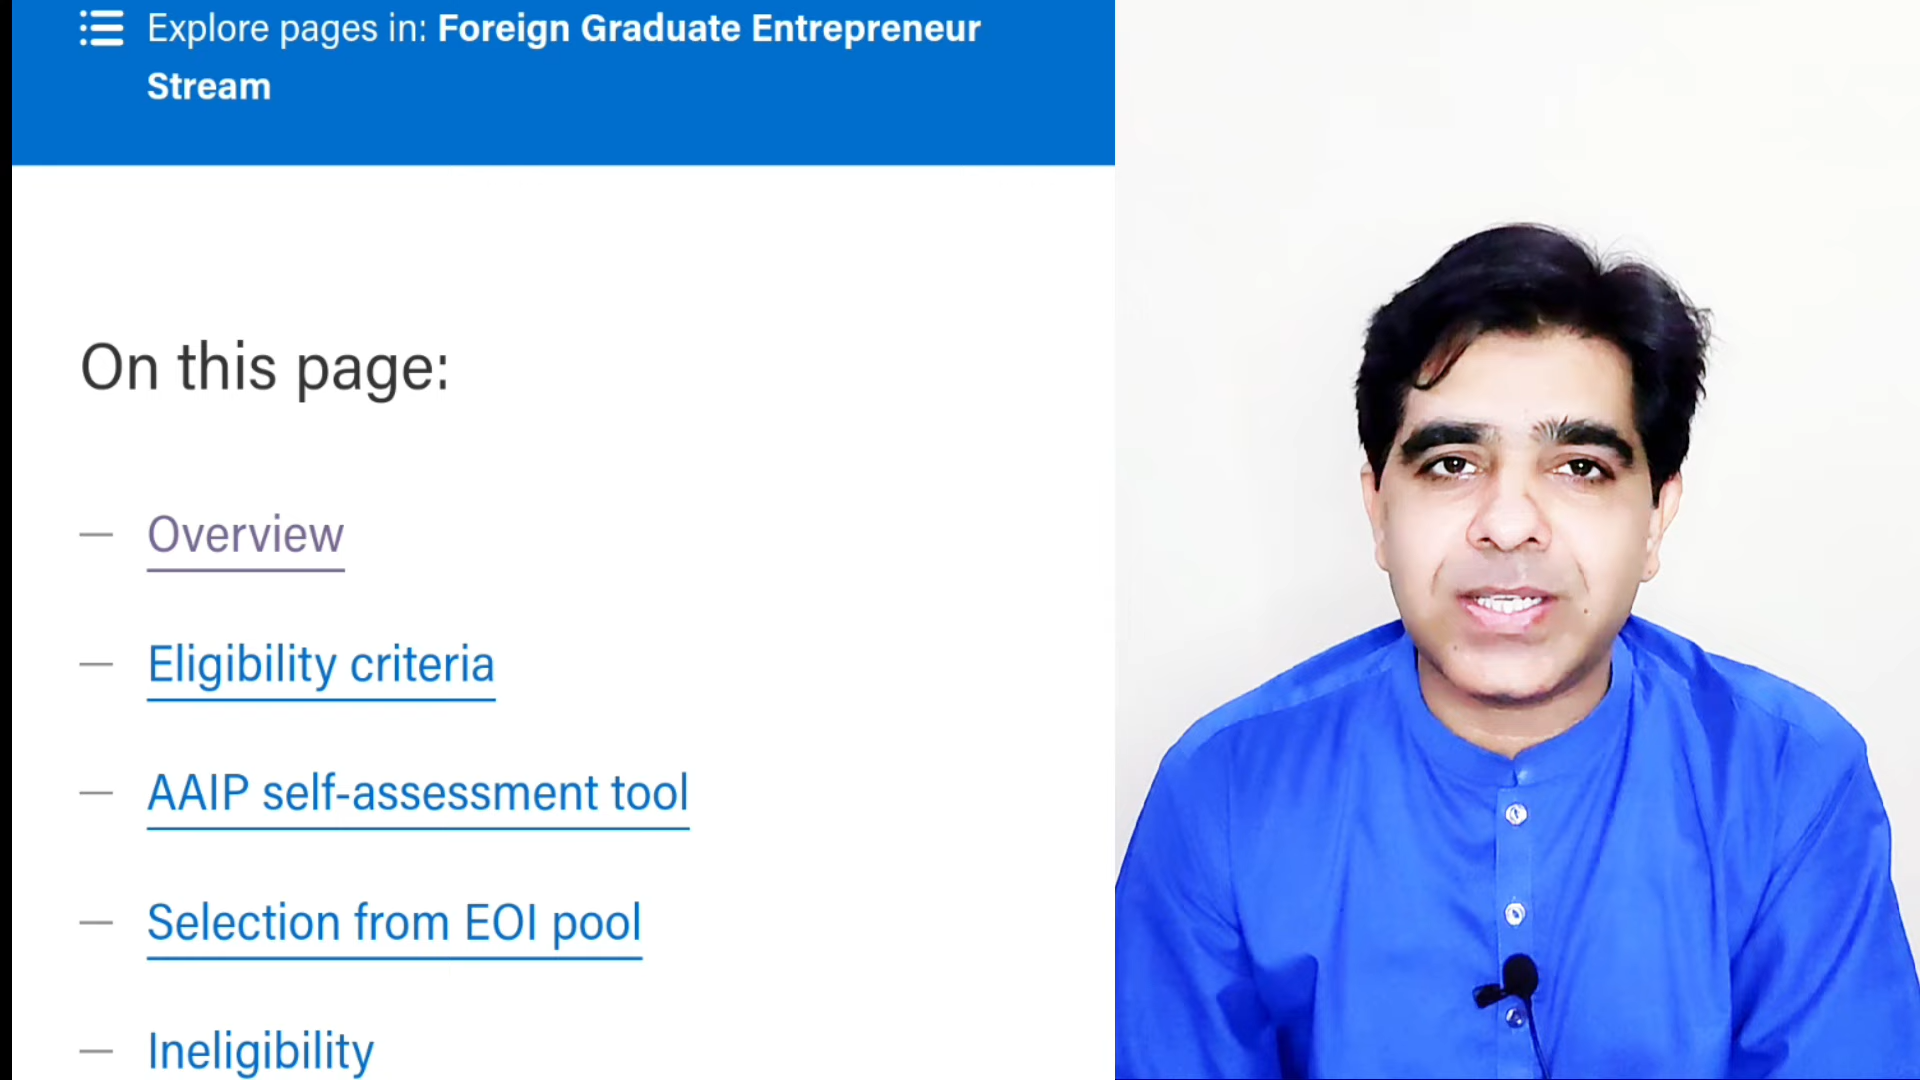 Explore pages in: Foreign Graduate Entrepreneur
Stream
On this page:
Overview
Eligibility criteria
AAIP self-assessment tool
Selection from EOI pool
Ineligibility